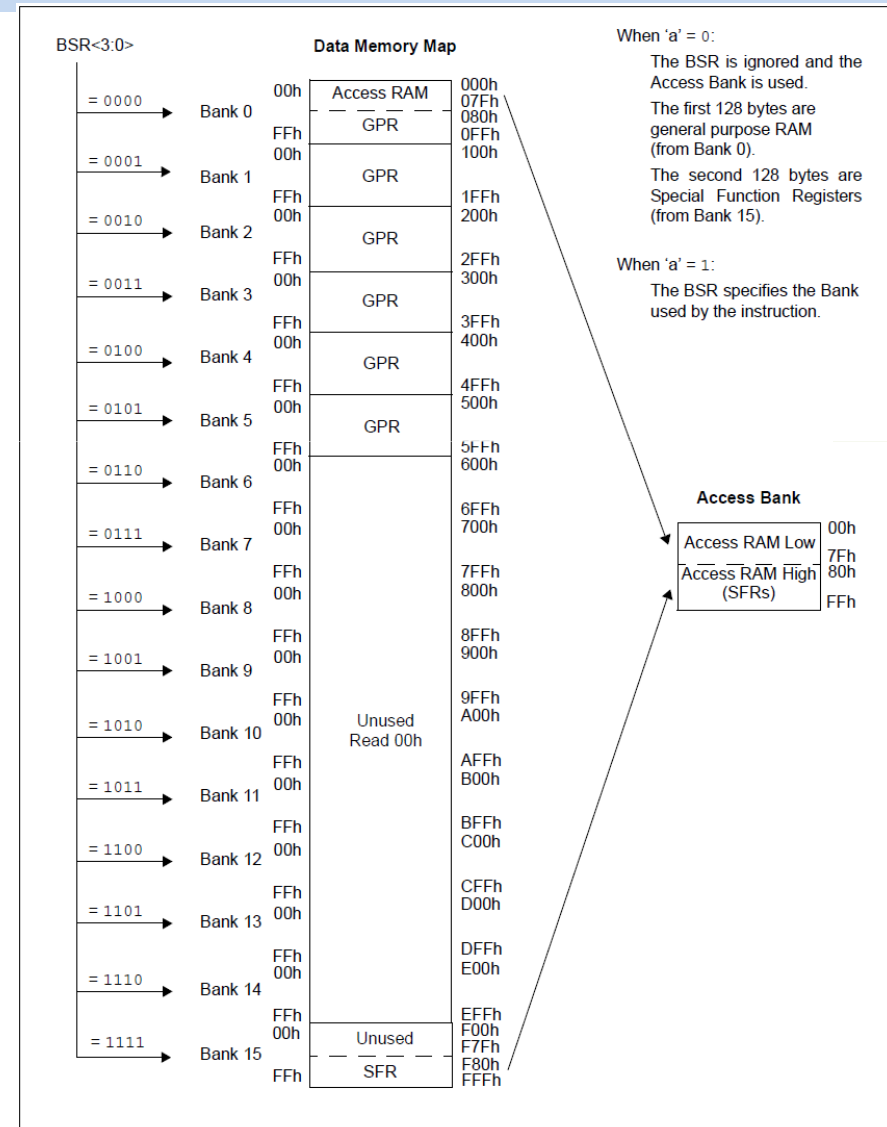 BSR<3:0>
Data Memory Map
When ‘a’ = 0:
The BSR is ignored and the
Access Bank is used.
The first 128 bytes are
general purpose RAM
(from Bank 0).
The second 128 bytes are
Special Function Registers
(from Bank 15).
When ‘a’ = 1:
The BSR specifies the Bank
used by the instruction.
= 0000
Bank 0
00h
Access RAM
000h
07Fh
080h
GPR
FFh
0FFh
= 0001
Bank 1
00h
100h
GPR
FFh
1FFh
= 0010
Bank 2
00h
200h
GPR
FFh
2FFh
= 0011
Bank 3
00h
300h
GPR
FFh
3FFh
= 0100
Bank 4
00h
400h
GPR
FFh
4FFh
= 0101
Bank 5
00h
500h
GPR
FFh
5FFh
= 0110
Bank 6
00h
600h
FFh
6FFh
= 0111
Bank 7
00h
700h
FFh
7FFh
= 1000
Bank 8
00h
800h
FFh
8FFh
= 1001
Bank 9
00h
900h
FFh
9FFh
= 1010
Bank 10
00h
A00h
Unused
Read 00h
FFh
AFFh
= 1011
Bank 11
00h
B00h
FFh
BFFh
= 1100
Bank 12
00h
C00h
FFh
CFFh
= 1101
Bank 13
00h
D00h
FFh
DFFh
= 1110
Bank 14
00h
E00h
FFh
EFFh
= 1111
Bank 15
00h
F00h
Unused
F7Fh
F80h
SFR
FFh
FFFh
Access Bank
Access RAM Low
00h
7Fh
Access RAM High
80h
(SFRs)
FFh